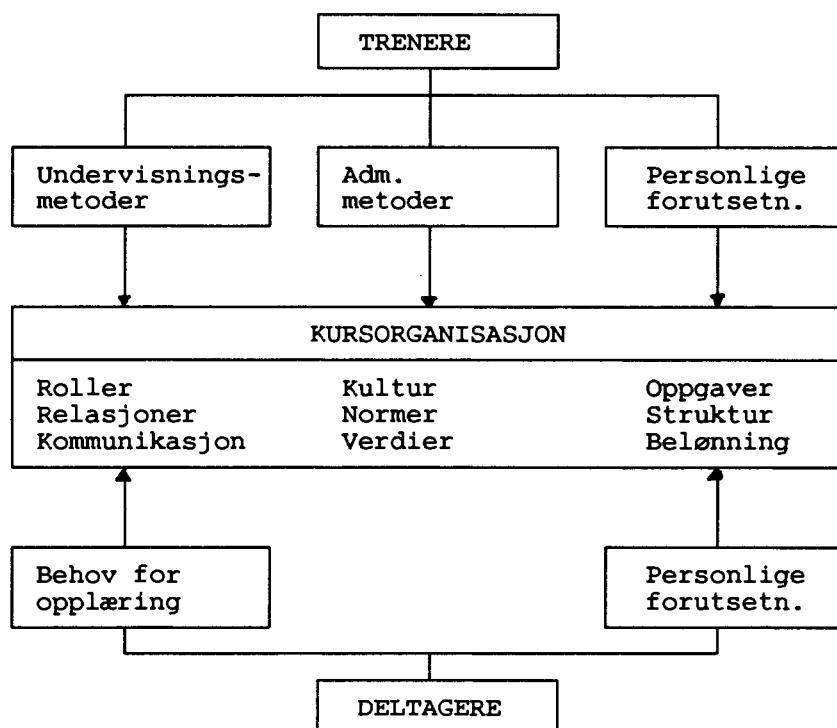 TRENERE
Undervisnings-
metoder
Adm.
metoder
Personlige
forutsetn.
KURSORGANISASJON
Roller
Relasjoner
Kommunikasjon
Kultur
Normer
Verdier
Oppgaver
Struktur
Belønning
Behov for
opplæring
Personlige
forutsetn.
DELTAGERE